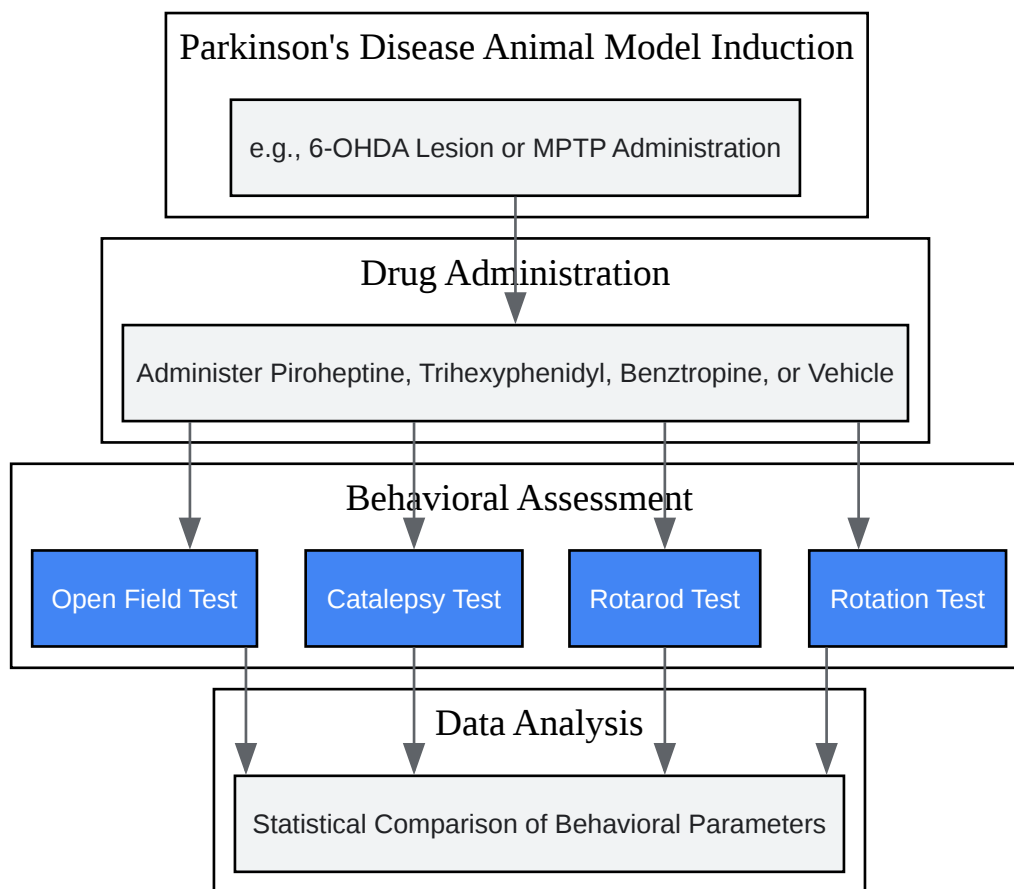 Parkinson's Disease Animal Model Induction
e.g., 6-OHDA Lesion or MPTP Administration
Drug Administration
Administer Piroheptine, Trihexyphenidyl, Benztropine, or Vehicle
Behavioral Assessment
Open Field Test
Catalepsy Test
Rotarod Test
Rotation Test
Data Analysis
Statistical Comparison of Behavioral Parameters